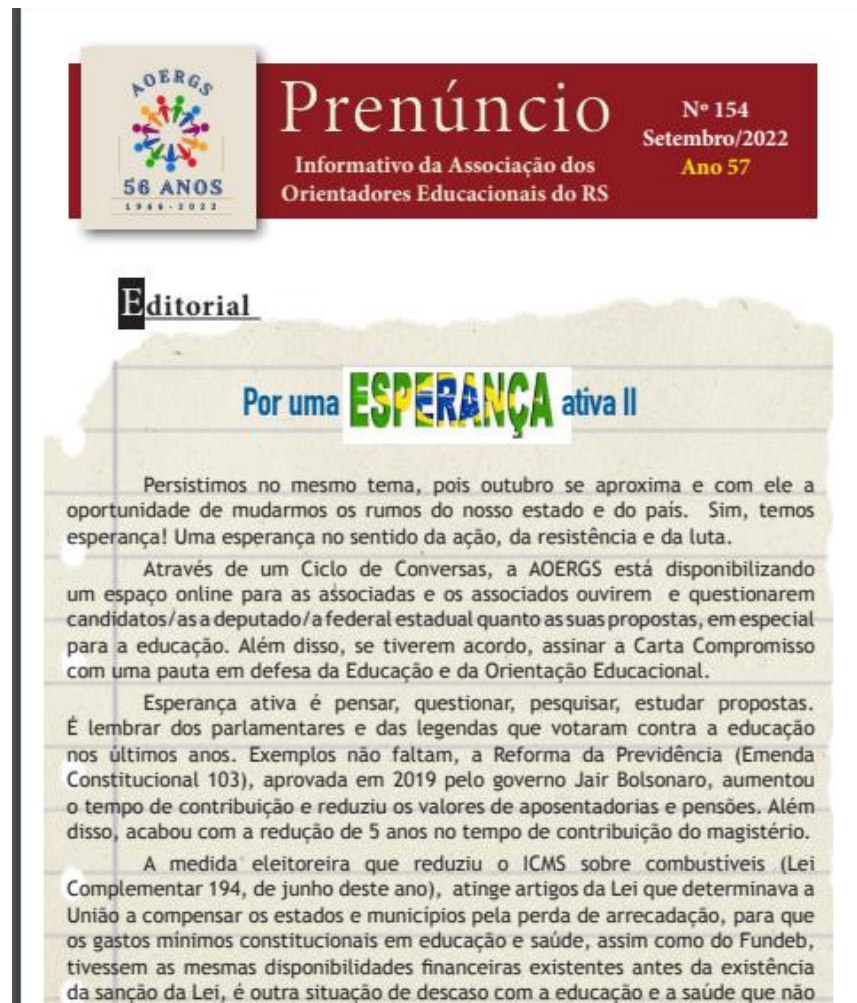 AOERGS
56 ANOS
1966-2022
Prenúncio
Informativo da Associação dos
Orientadores Educacionais do RS
Nº 154
Setembro/2022
Ano 57
Editorial
Por uma ESPERANÇA ativa II
Persistimos no mesmo tema, pois outubro se aproxima e com ele a
oportunidade de mudarmos os rumos do nosso estado e do país. Sim, temos
esperança! Uma esperança no sentido da ação, da resistência e da luta.
Através de um Ciclo de Conversas, a AOERGS está disponibilizando
um espaço online para as associadas e os associados ouvirem e questionarem
candidatos/as a deputado/a federal estadual quanto as suas propostas, em especial
para a educação. Além disso, se tiverem acordo, assinar a Carta Compromisso
com uma pauta em defesa da Educação e da Orientação Educacional.
Esperança ativa é pensar, questionar, pesquisar, estudar propostas.
É lembrar dos parlamentares e das legendas que votaram contra a educação
nos últimos anos. Exemplos não faltam, a Reforma da Previdência (Emenda
Constitucional 103), aprovada em 2019 pelo governo Jair Bolsonaro, aumentou
o tempo de contribuição e reduziu os valores de aposentadorias e pensões. Além
disso, acabou com a redução de 5 anos no tempo de contribuição do magistério.
A medida eleitoreira que reduziu o ICMS sobre combustíveis (Lei
Complementar 194, de junho deste ano), atinge artigos da Lei que determinava a
União a compensar os estados e municípios pela perda de arrecadação, para que
os gastos mínimos constitucionais em educação e saúde, assim como do Fundeb,
tivessem as mesmas disponibilidades financeiras existentes antes da existência
da sanção da Lei, é outra situação de descaso com a educação e a saúde que não